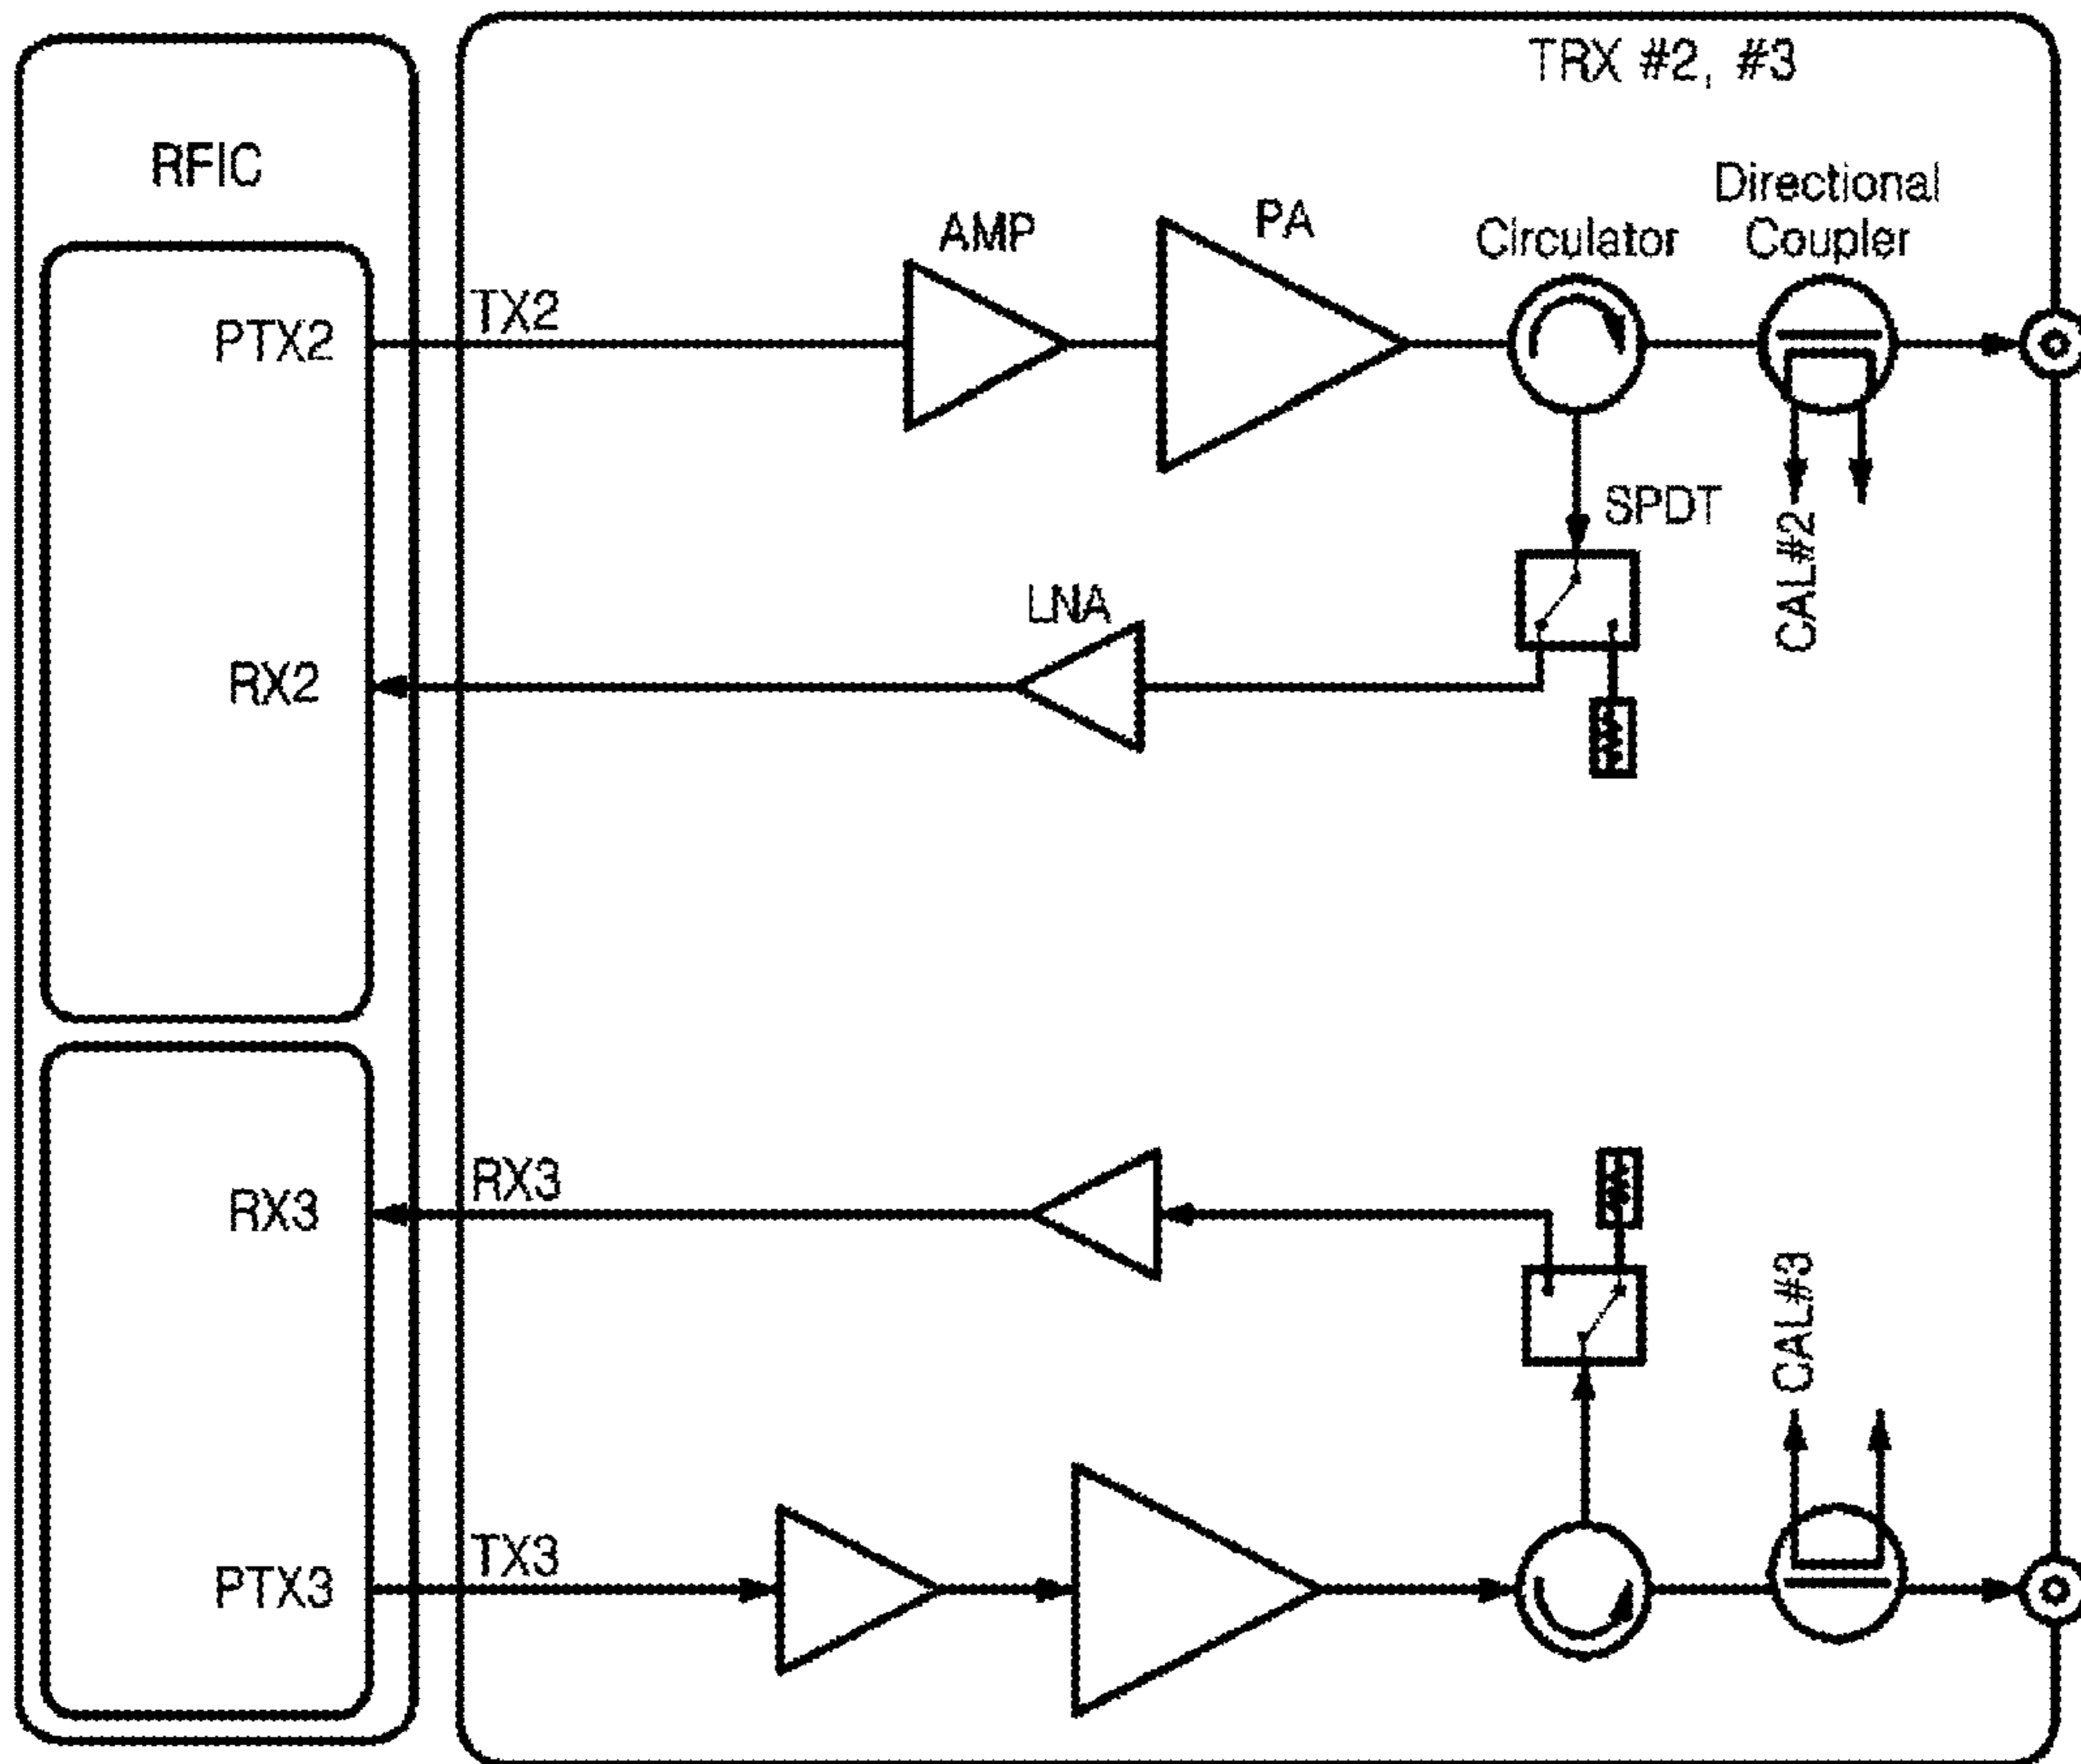 TRX #2, #3
RFIC
Directional
Coupler
Circulator
PA
AMP
TX2
PTX2
SPDT
CAL#2
LNA
RX2
RX3
RX3
CAL#3
TX3
PTX3